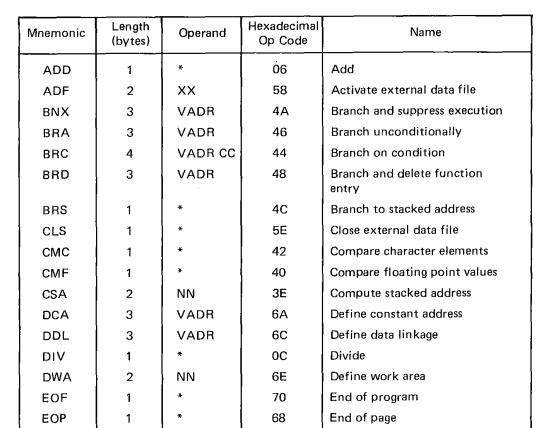 Mnemonic Length (bytes) Operand Hexadecimal Op Code Name
ADD 1 * 06 Add
ADF 2 XX 58 Activate external data file
BNX 3 VADR 4A Branch and suppress execution
BRA 3 VADR 46 Branch unconditionally
BRC 4 VADR CC 44 Branch on condition
BRD 3 VADR 48 Branch and delete function
entry
BRS 1 * 4C Branch to stacked address
CLS 1 * 5E Close external data file
CMC 1 * 42 Compare character elements
CMF 1 * 40 Compare floating point values
CSA 2 NN 3E Compute stacked address
DCA 3 VADR 6A Define constant address
DDL 3 VADR 6C Define data linkage
DIV 1 * 0C Divide
DWA 2 NN 6E Define work area
EOF 1 * 70 End of program
EOP 1 * 68 End of page